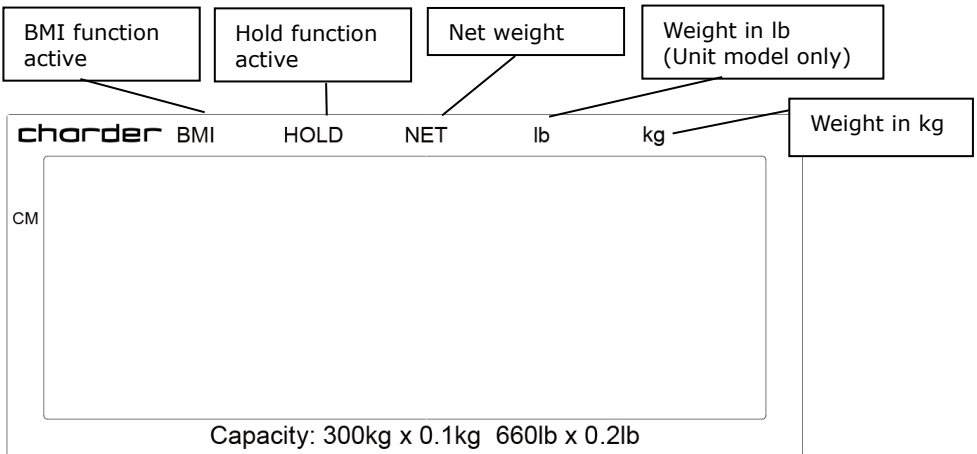 BMI function
active
Hold function
active
Net weight
Weight in lb
(Unit model only)
Weight in kg
charder BMI HOLD NET lb kg
CM
Capacity: 300kg x 0.1kg 660lb x 0.2lb